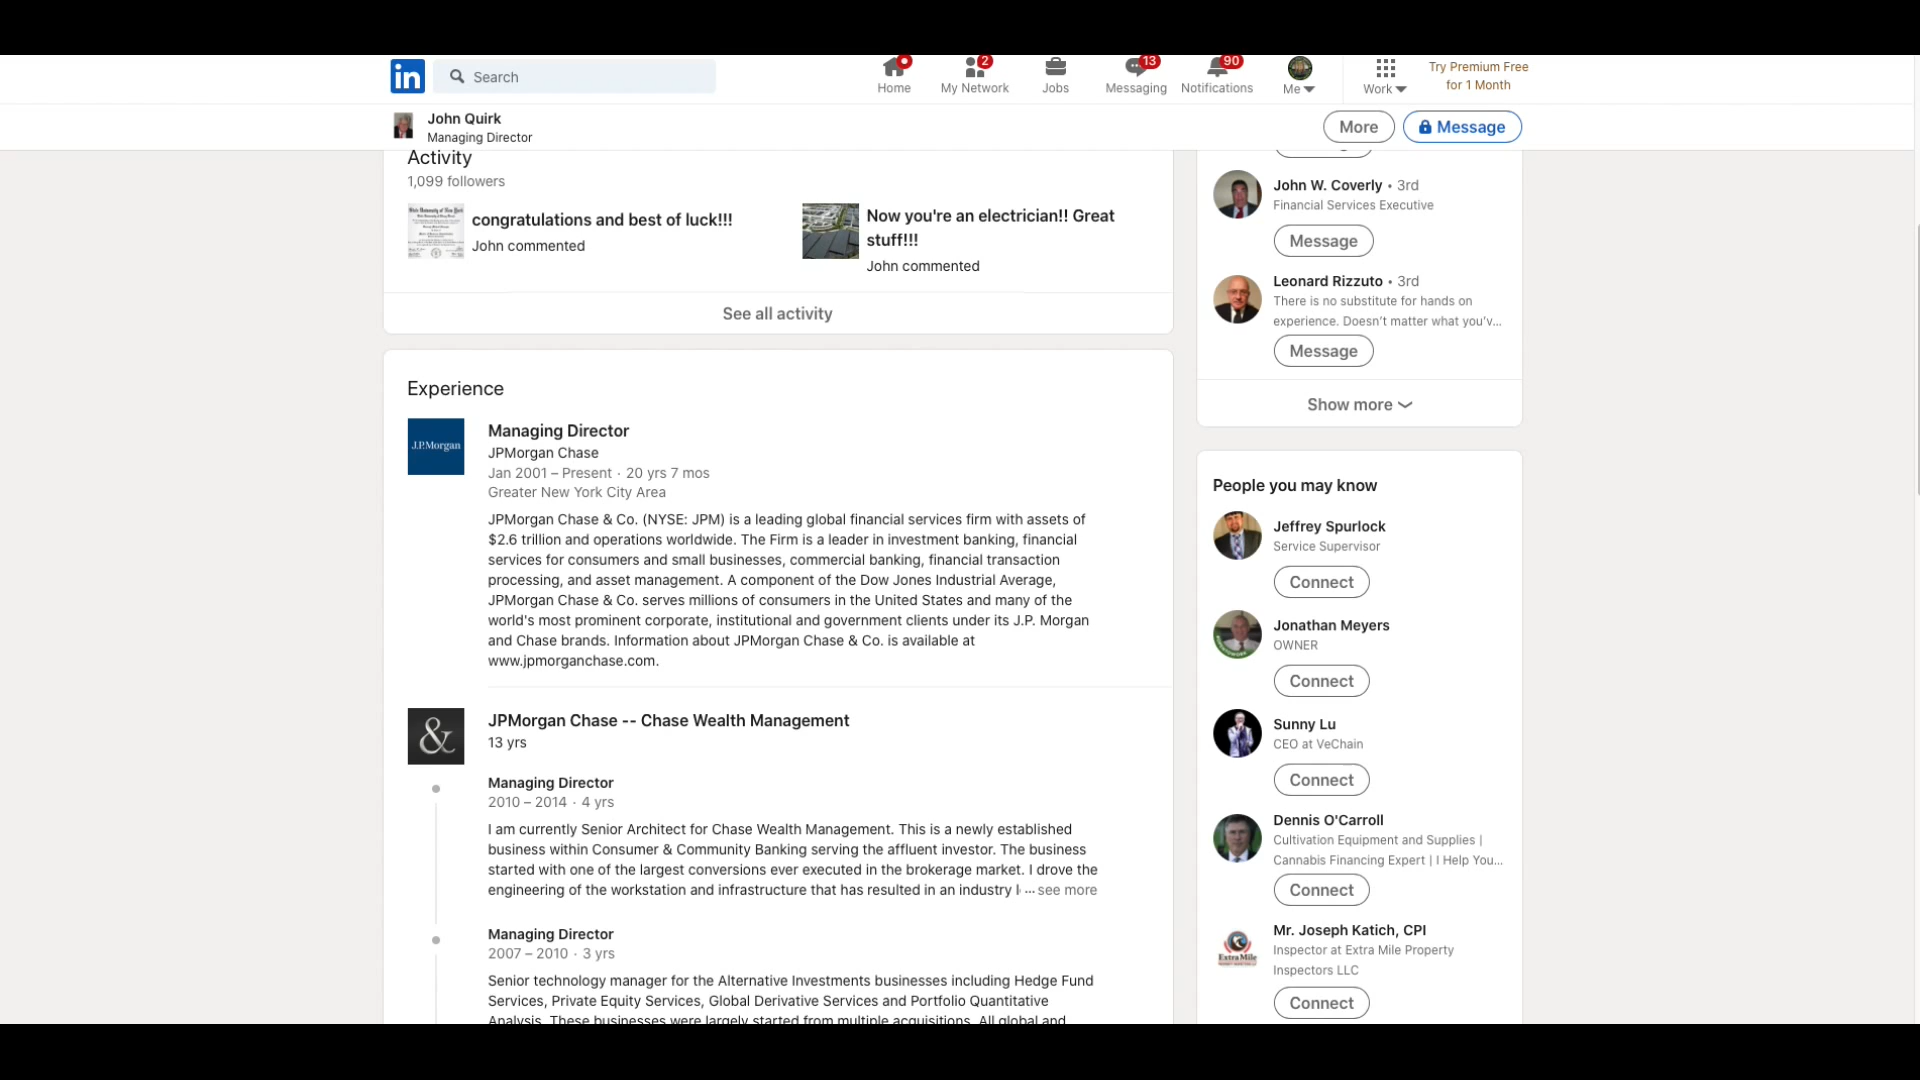 in
Search
Home
2
My Network
Jobs
13
Messaging
90
Notifications
Me
Work
Try Premium Free
for 1 Month
John Quirk
Managing Director
More
Message
Activity
1,099 followers
congratulations and best of luck!!!
John commented
Now you're an electrician!! Great
stuff!!!
John commented
See all activity
Experience
J.P.Morgan
Managing Director
JPMorgan Chase
Jan 2001 – Present · 20 yrs 7 mos
Greater New York City Area
JPMorgan Chase & Co. (NYSE: JPM) is a leading global financial services firm with assets of
$2.6 trillion and operations worldwide. The Firm is a leader in investment banking, financial
services for consumers and small businesses, commercial banking, financial transaction
processing, and asset management. A component of the Dow Jones Industrial Average,
JPMorgan Chase & Co. serves millions of consumers in the United States and many of the
world's most prominent corporate, institutional and government clients under its J.P. Morgan
and Chase brands. Information about JPMorgan Chase & Co. is available at
www.jpmorganchase.com.
&
JPMorgan Chase -- Chase Wealth Management
13 yrs
Managing Director
2010 – 2014 · 4 yrs
I am currently Senior Architect for Chase Wealth Management. This is a newly established
business within Consumer & Community Banking serving the affluent investor. The business
started with one of the largest conversions ever executed in the brokerage market. I drove the
engineering of the workstation and infrastructure that has resulted in an industry l ... see more
Managing Director
2007 – 2010 · 3 yrs
Senior technology manager for the Alternative Investments businesses including Hedge Fund
Services, Private Equity Services, Global Derivative Services and Portfolio Quantitative
Analysis. These businesses were largely started from multiple acquisitions. All global and
John W. Coverly • 3rd
Financial Services Executive
Message
Leonard Rizzuto • 3rd
There is no substitute for hands on
experience. Doesn't matter what you'v...
Message
Show more
People you may know
Jeffrey Spurlock
Service Supervisor
Connect
Jonathan Meyers
OWNER
Connect
Sunny Lu
CEO at VeChain
Connect
Dennis O'Carroll
Cultivation Equipment and Supplies |
Cannabis Financing Expert | I Help You...
Connect
Mr. Joseph Katich, CPI
Inspector at Extra Mile Property
Inspectors LLC
Extra Mile
Connect